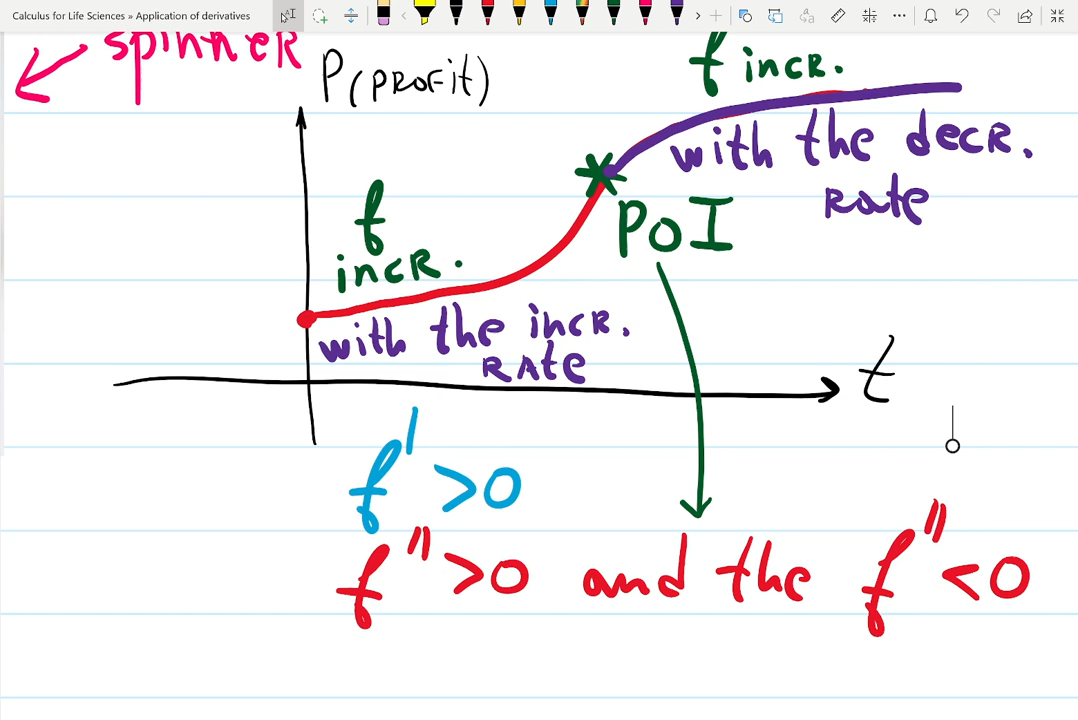 Calculus for Life Sciences » Application of derivatives
spinner
P (PROFit)
f incr.
with the decr.
Rate
f
incr.
POI
with the incr.
RAte
t
f' >0
f" >0 and the f" <0